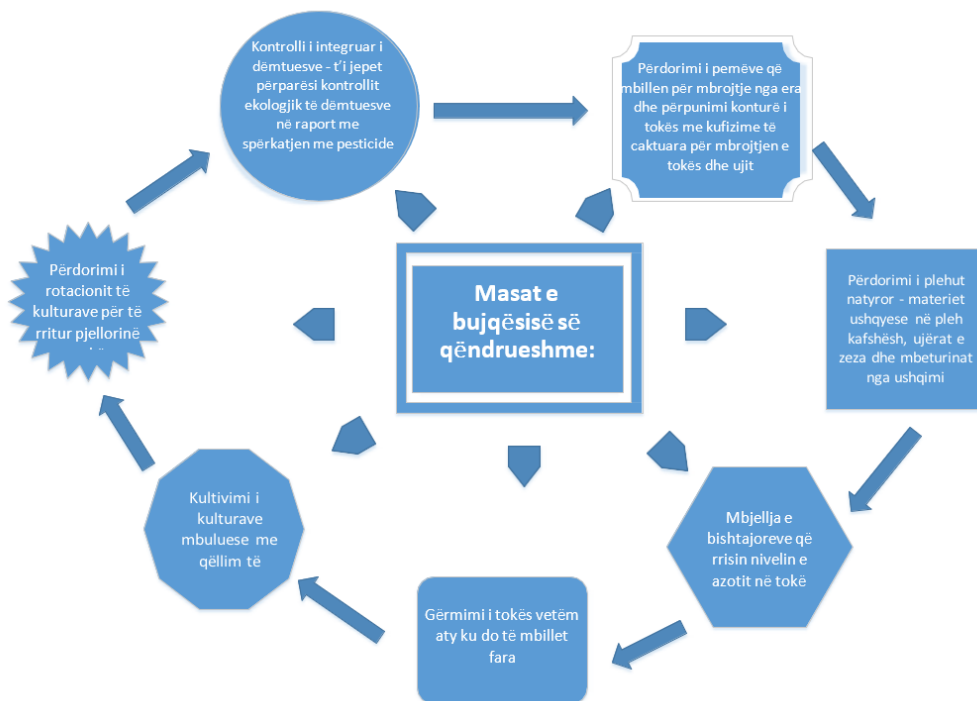 Masat e
bujqësisë së
qëndrueshme:
Kontrolli i integruar i
dëmtuesve - t'i jepet
përparësi kontrollit
ekologjik të dëmtuesve
në raport me
spërkatjen me pesticide
Përdorimi i pemëve që
mbillen për mbrojtje nga era
dhe përpunimi konturë i
tokës me kufizime të
caktuara për mbrojtjen e
tokës dhe ujit
Përdorimi i plehut
natyror - materiet
ushqyese në pleh
kafshësh, ujërat e
zeza dhe mbeturinat
nga ushqimi
Mbjellja e
bishtajoreve që
rrisin nivelin e
azotit në tokë
Gërmimi i tokës vetëm
aty ku do të mbillet
fara
Kultivimi i
kulturave
mbuluese me
qëllim të
Përdorimi i
rotacionit të
kulturave për të
rritur pjellorinë